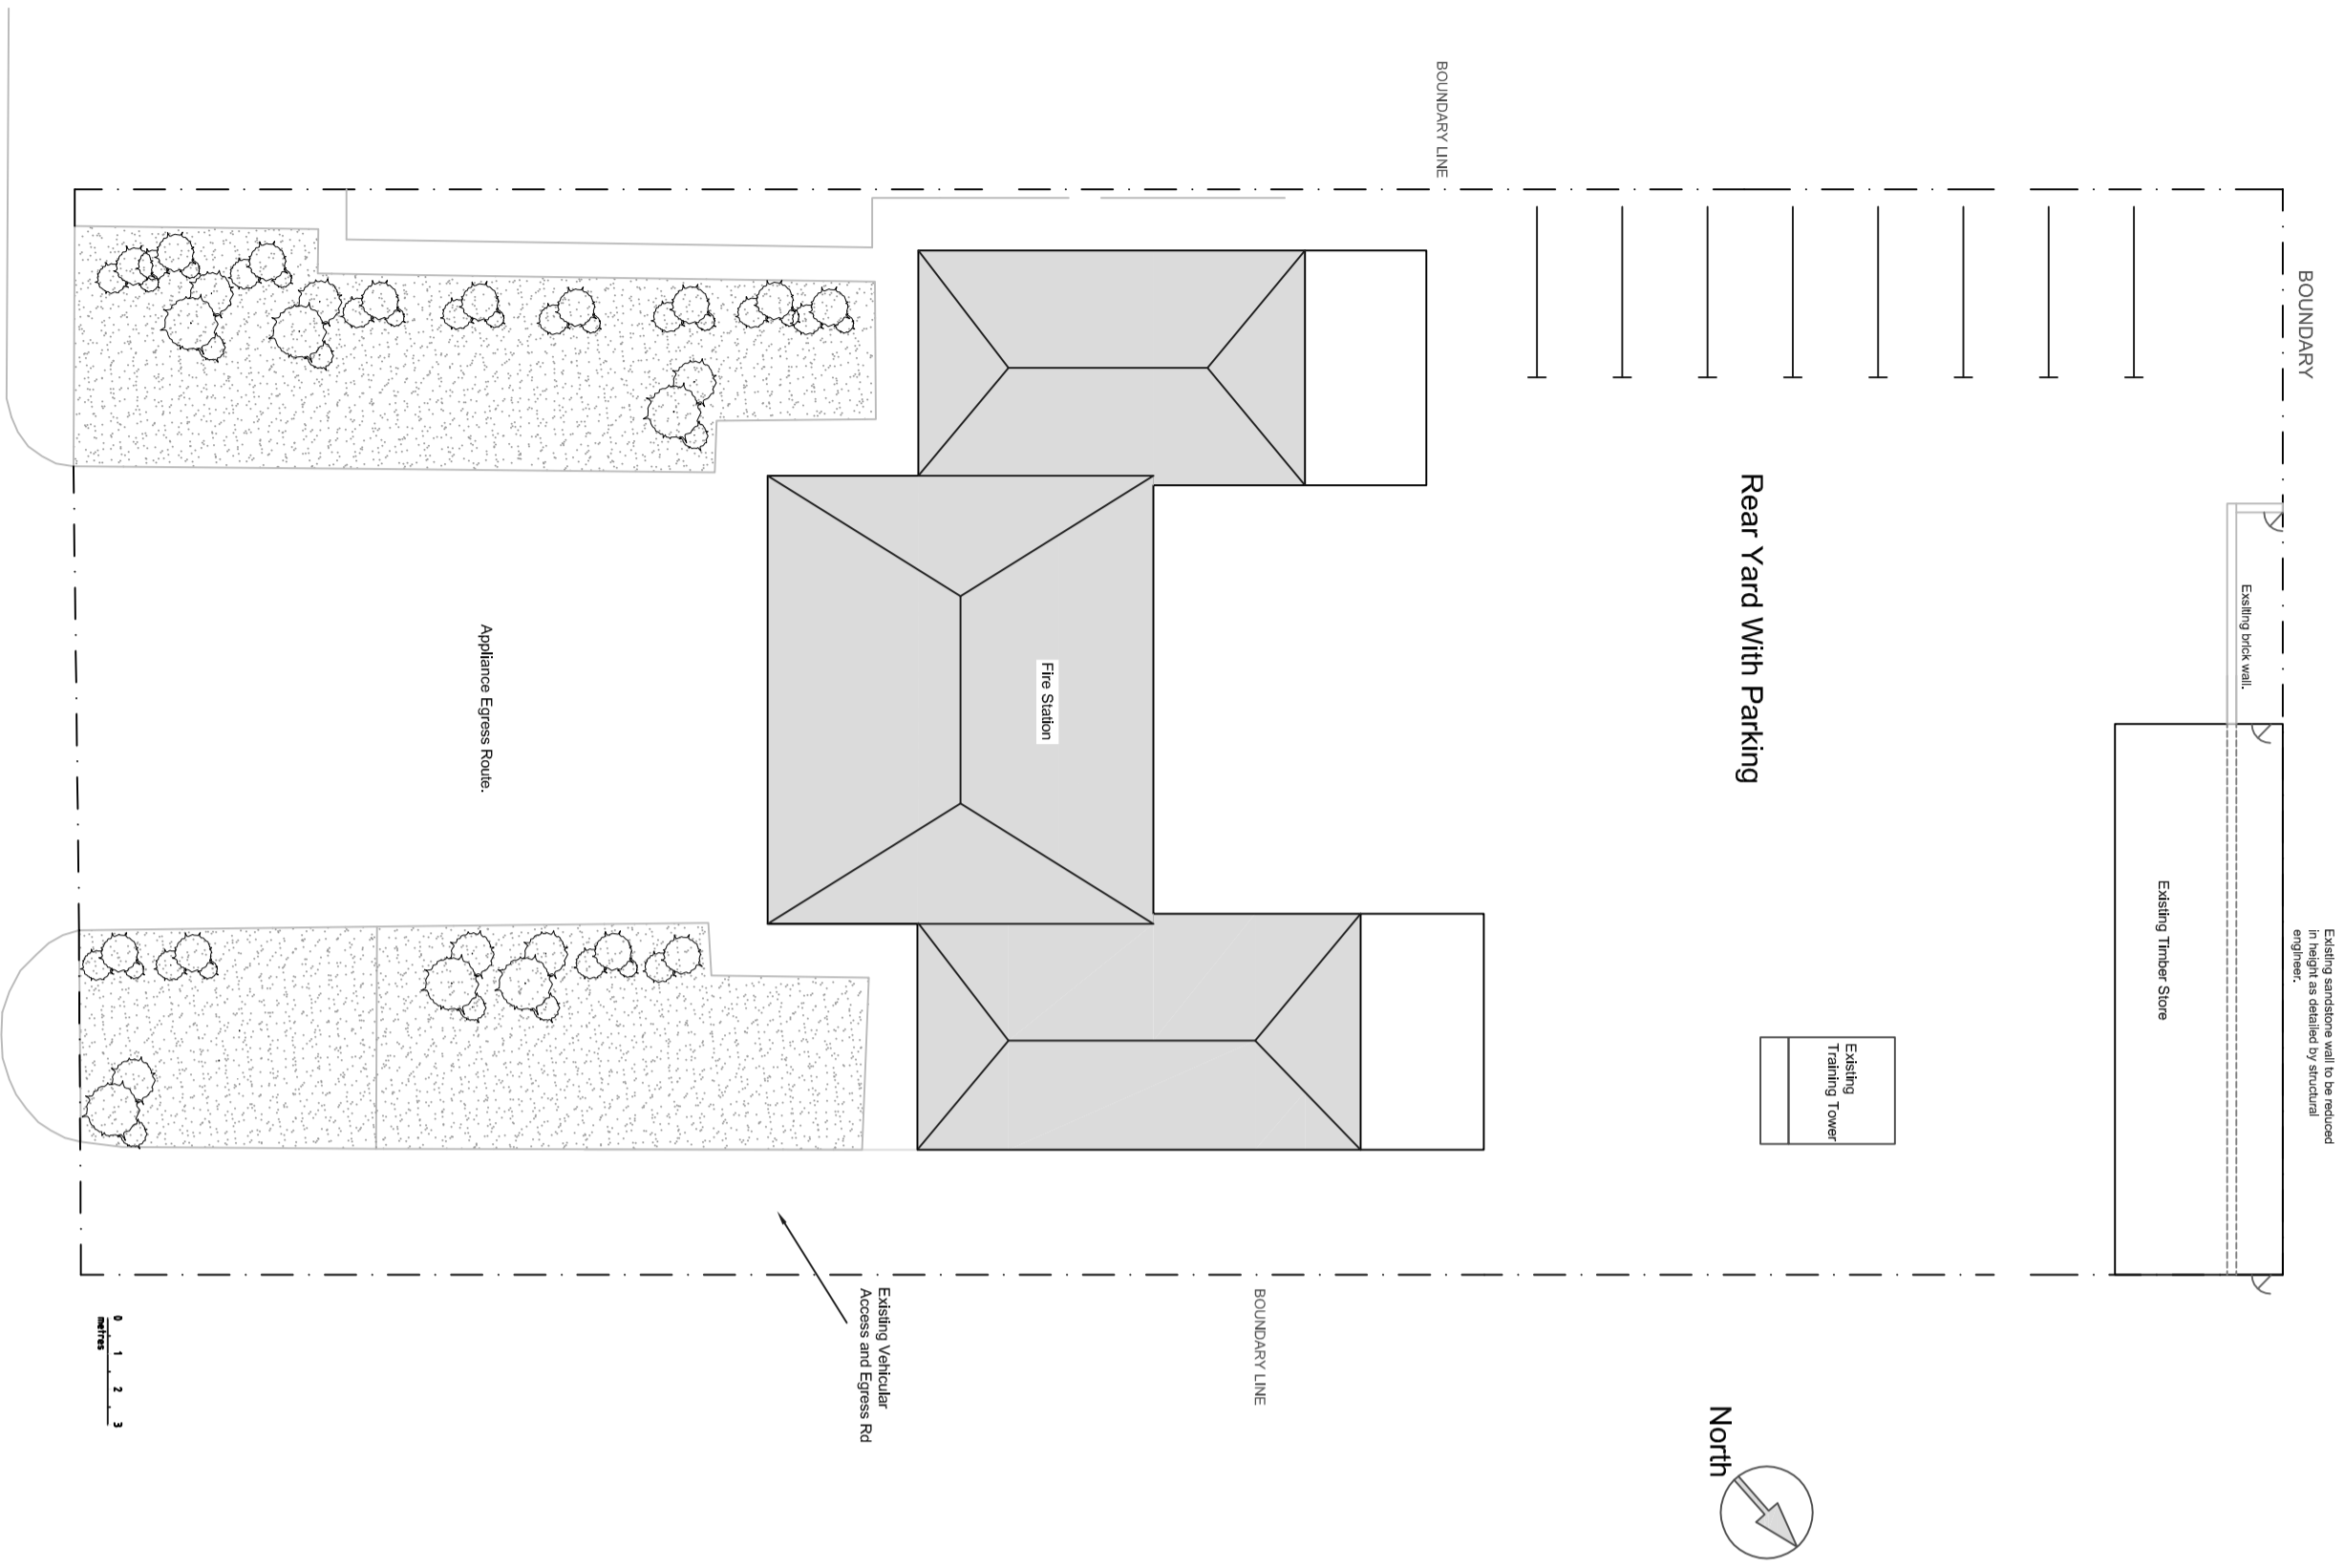 BOUNDARY
Existing sandstone wall to be reduced
in height as detailed by structural
engineer.
Exsiting brick wall.
Existing Timber Store
Existing
Training Tower
Rear Yard With Parking
North
BOUNDARY LINE
BOUNDARY LINE
Fire Station
Existing Vehicular
Access and Egress Rd
Appliance Egress Route.
0 1 2 3
metres